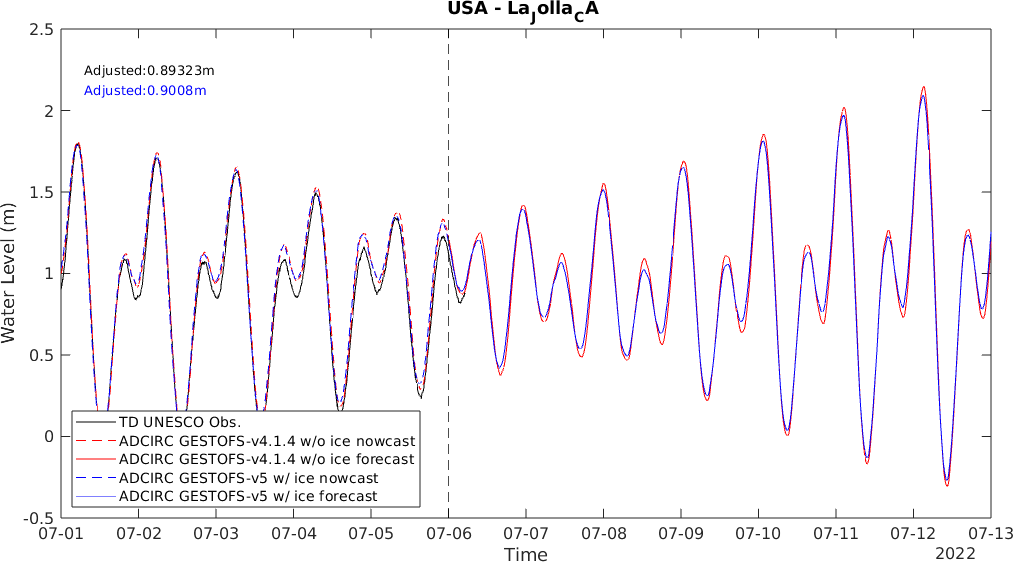 USA - LaJollaCA
Adjusted:0.89323m
Adjusted:0.9008m
Water Level (m)
2.5
2
1.5
1
0.5
0
-0.5
TD UNESCO Obs.
ADCIRC GESTOFS-v4.1.4 w/o ice nowcast
ADCIRC GESTOFS-v4.1.4 w/o ice forecast
ADCIRC GESTOFS-v5 w/ ice nowcast
ADCIRC GESTOFS-v5 w/ ice forecast
07-01 07-02 07-03 07-04 07-05 07-06 07-07 07-08 07-09 07-10 07-11 07-12 07-13
Time
2022